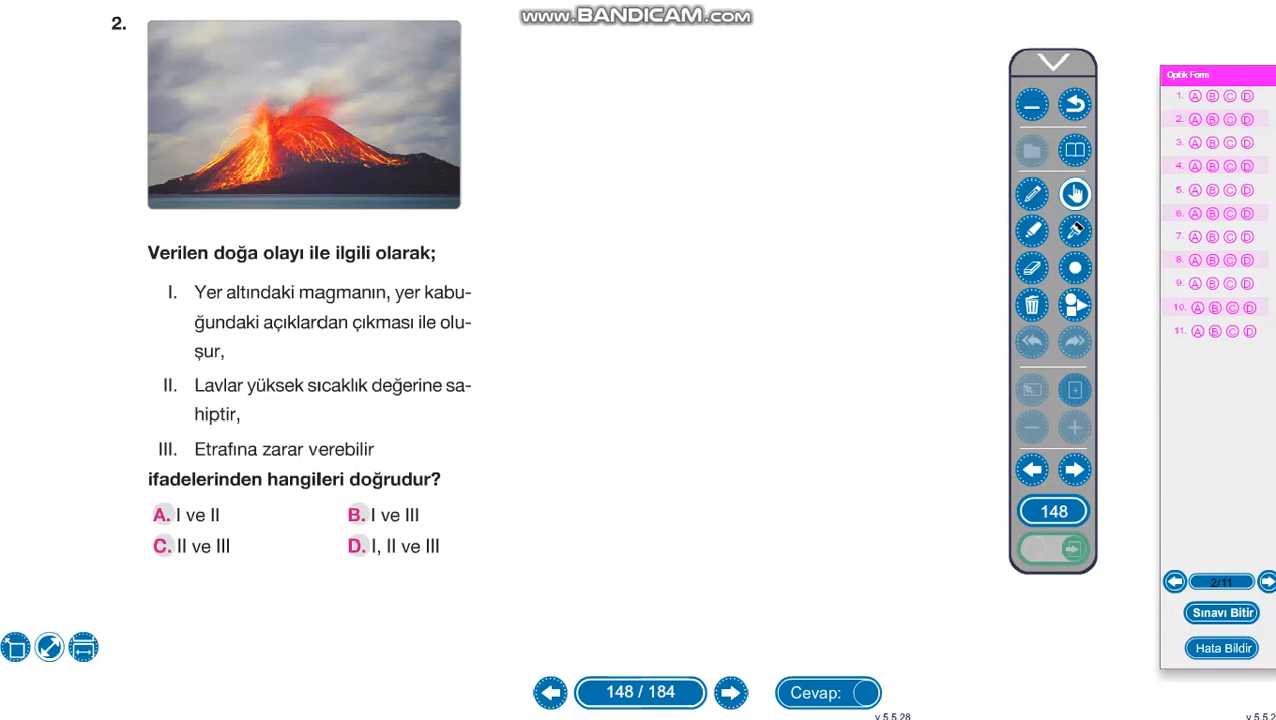 www.BANDICAM.com
2.
Verilen doğa olayı ile ilgili olarak;
I. Yer altındaki magmanın, yer kabu-
ğundaki açıklardan çıkması ile olu-
şur,
II. Lavlar yüksek sıcaklık değerine sa-
hiptir,
III. Etrafına zarar verebilir
ifadelerinden hangileri doğrudur?
A. I ve II
B. I ve III
C. II ve III
D. I, II ve III
148
148 / 184
Cevap:
v 5.5.28
Optik Form
1. A B C D
2. A B C D
3. A B C D
4. A B C D
5. A B C D
6. A B C D
7. A B C D
8. A B C D
9. A B C D
10. A B C D
11. A B C D
2/11
Sınavı Bitir
Hata Bildir
v 5.5.2